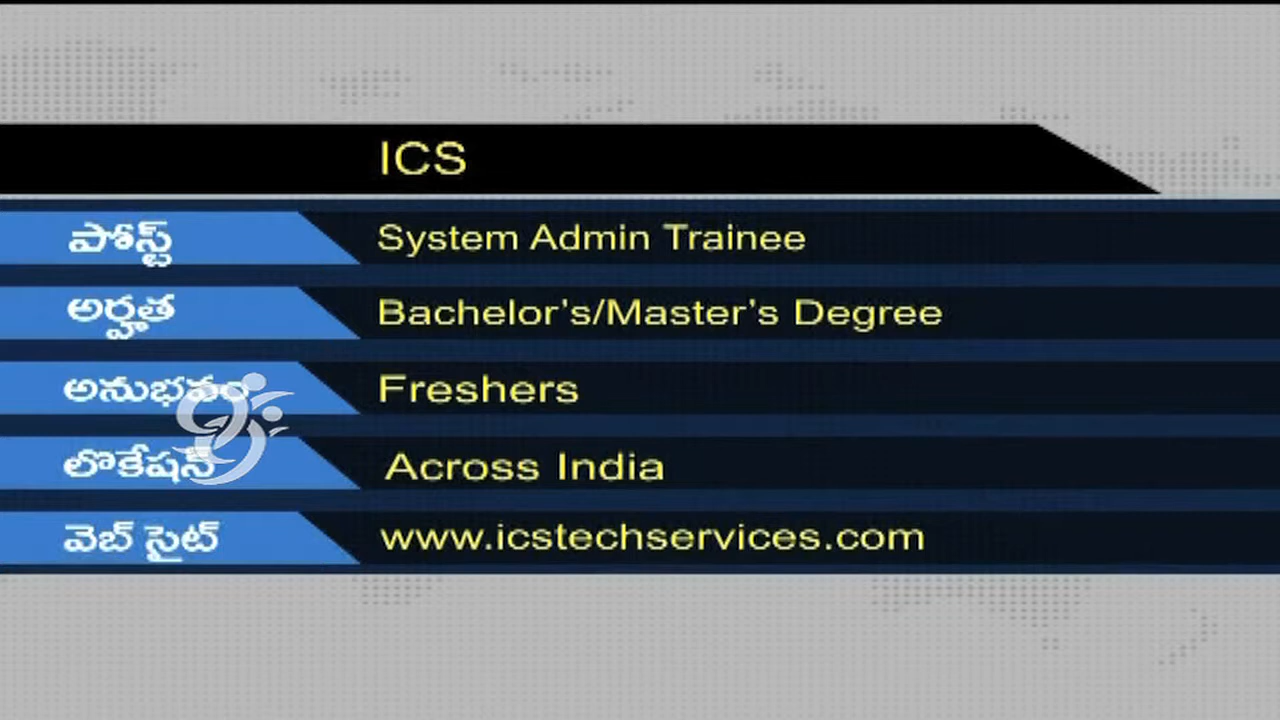 ICS
పోస్ట్ System Admin Trainee
అర్హత Bachelor's/Master's Degree
అనుభవం Freshers
లొకేషన్ Across India
వెబ్ సైట్ www.icstechservices.com